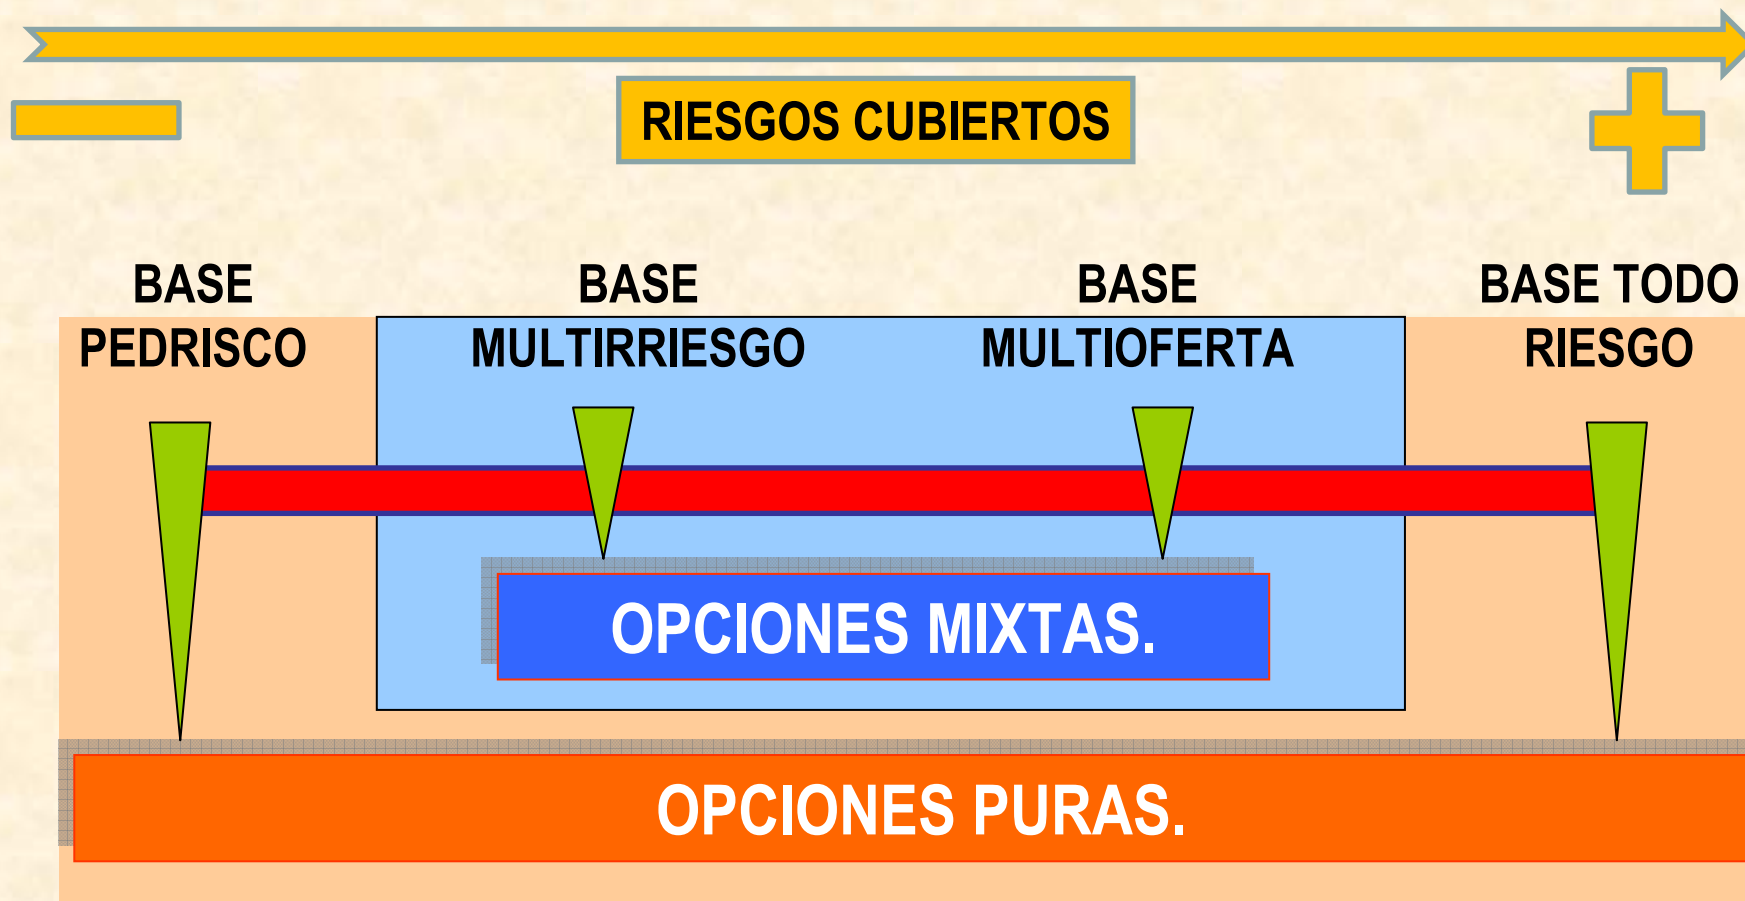 RIESGOS CUBIERTOS
BASE
PEDRISCO
BASE
MULTIRRIESGO
BASE
MULTIOFERTA
BASE TODO
RIESGO
OPCIONES MIXTAS.
OPCIONES PURAS.